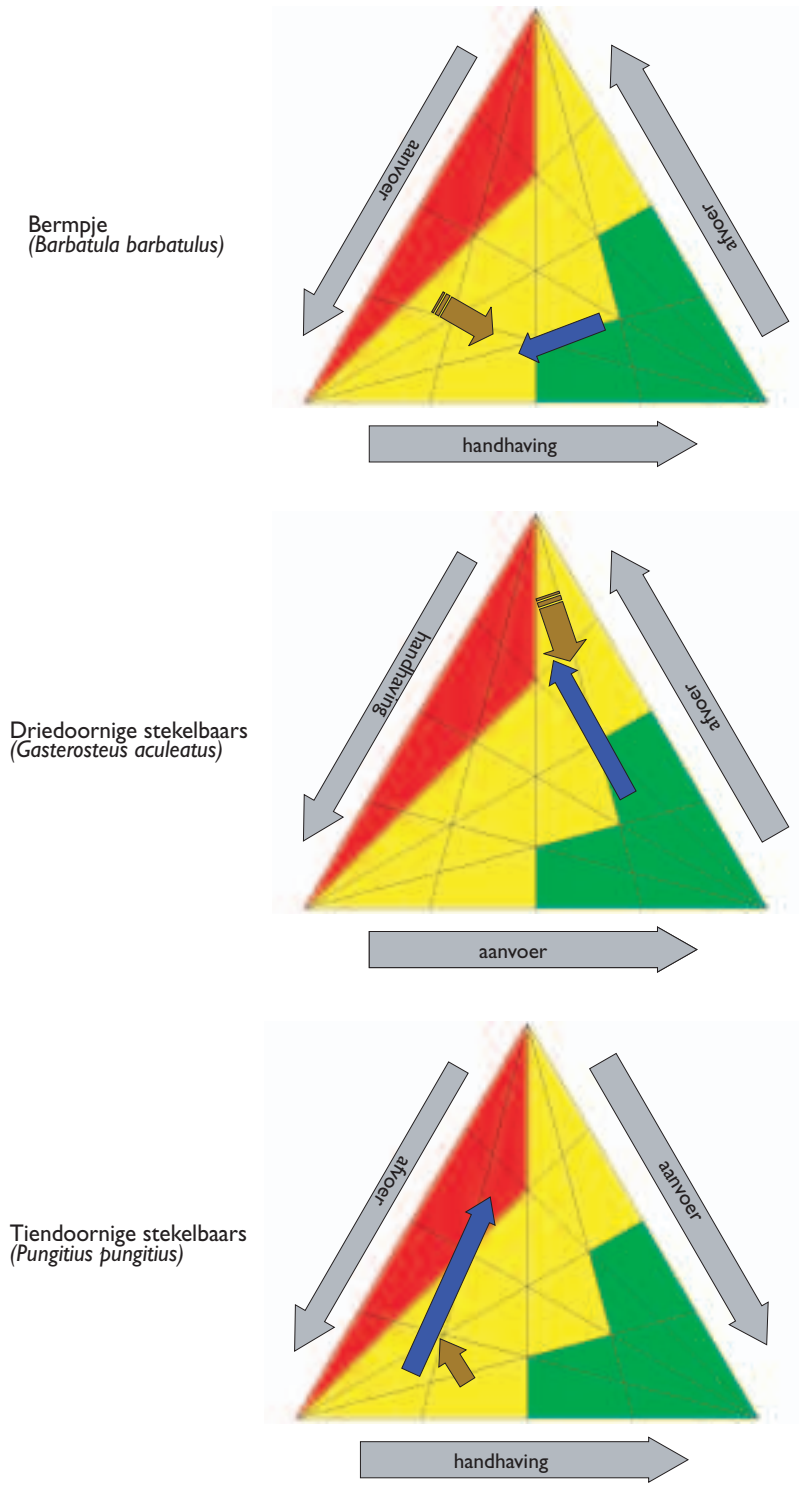 aanvoer
afvoer
Bermpje
(Barbatula barbatulus)
handhaving
handhaving
afvoer
Driedoornige stekelbaars
(Gasterosteus aculeatus)
aanvoer
afvoer
aanvoer
Tiendoornige stekelbaars
(Pungitius pungitius)
handhaving